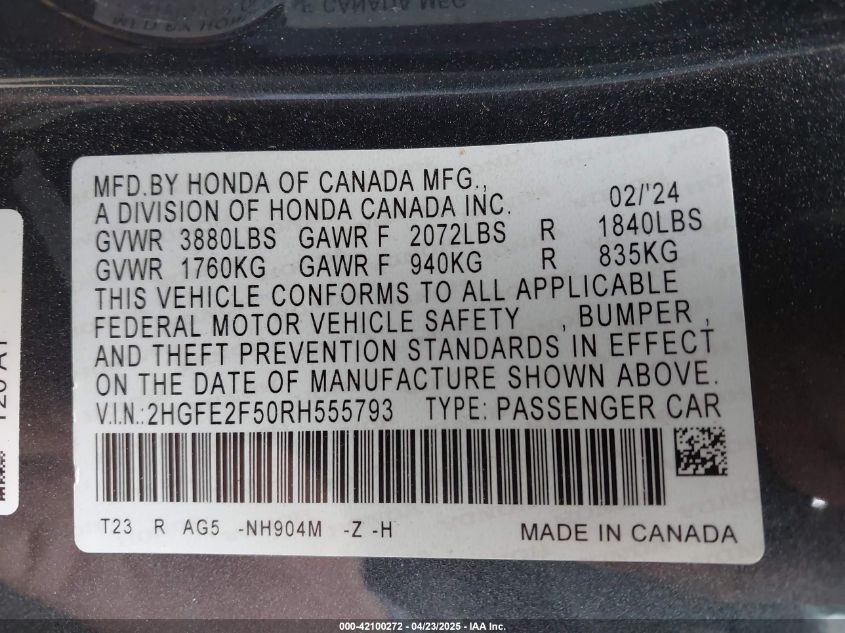 MFD.BY HONDA OF CANADA MFG.,
A DIVISION OF HONDA CANADA INC. 02/'24
GVWR 3880LBS GAWR F 2072LBS R 1840LBS
GVWR 1760KG GAWR F 940KG R 835KG
THIS VEHICLE CONFORMS TO ALL APPLICABLE
FEDERAL MOTOR VEHICLE SAFETY , BUMPER ,
AND THEFT PREVENTION STANDARDS IN EFFECT
ON THE DATE OF MANUFACTURE SHOWN ABOVE.
V.I.N.:2HGFE2F50RH555793 TYPE: PASSENGER CAR
T23 R AG5 -NH904M -Z -H MADE IN CANADA
000-42100272 - 04/23/2025 - IAA Inc.